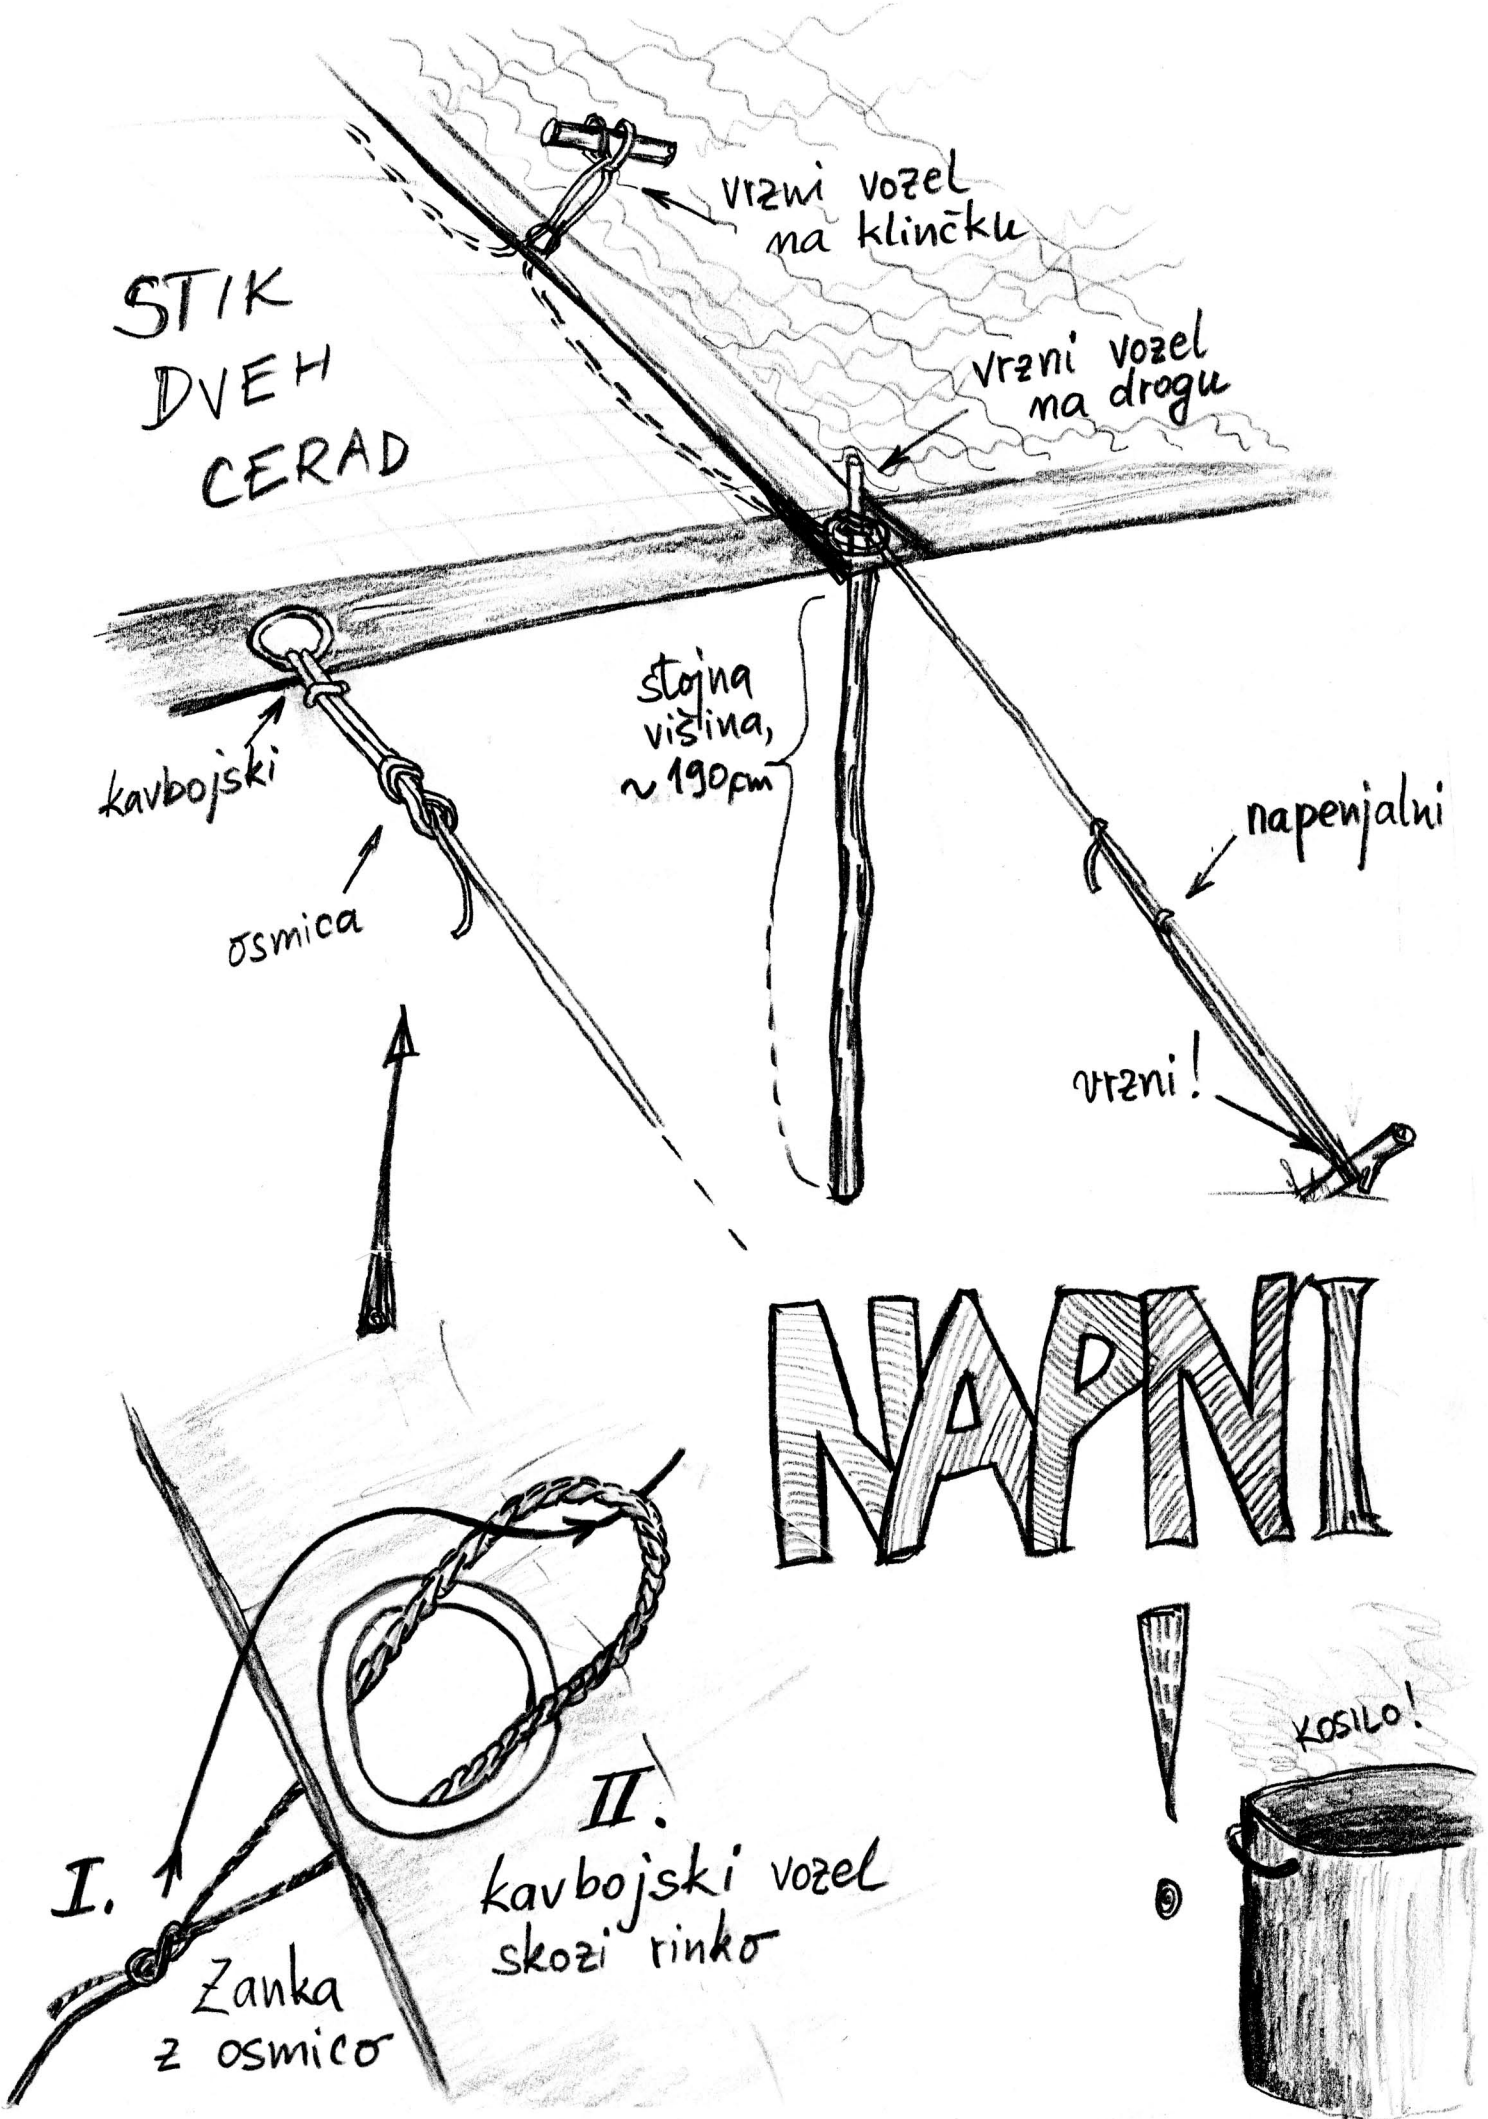 vrzni vozel
na klinčku
STIK
DVEH
CERAD
vrzni vozel
na drogu
stojna
višina,
~190cm
kavbojski
osmica
napenjalni
vrzni!
NAPNI
!
KOSILO!
II.
kavbojski vozel
skozi rinko
I.
Zanka
z osmico